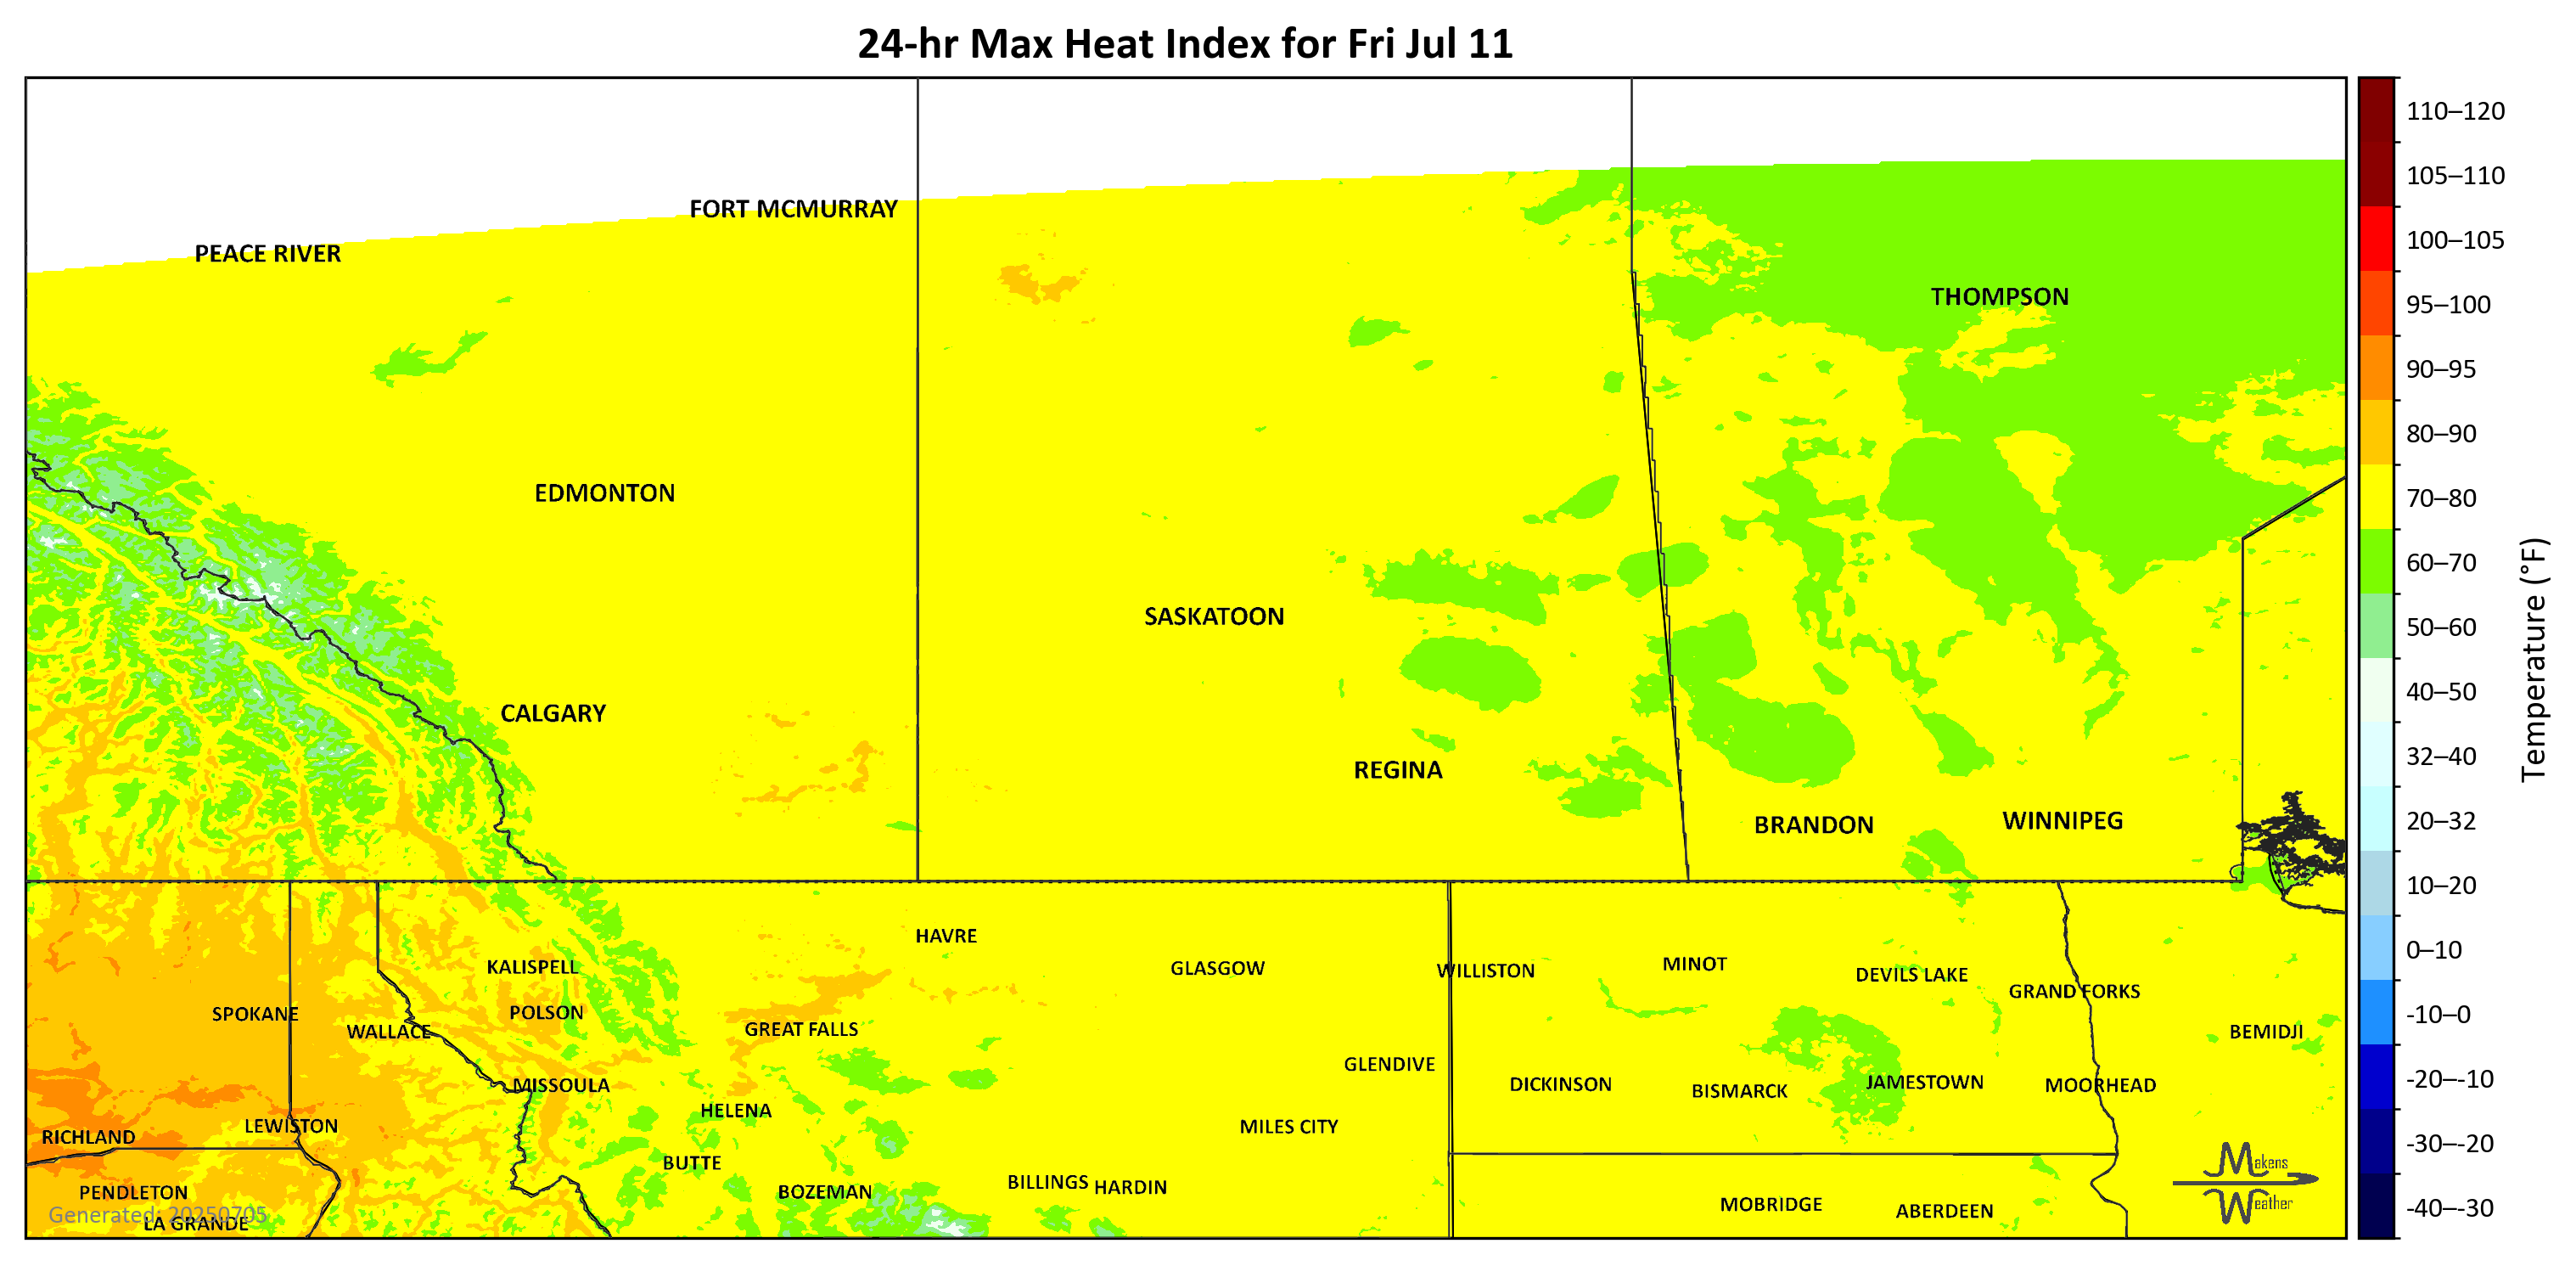 24-hr Max Heat Index for Fri Jul 11
FORT MCMURRAY
PEACE RIVER
THOMPSON
EDMONTON
SASKATOON
CALGARY
REGINA
BRANDON
WINNIPEG
HAVRE
KALISPELL
GLASGOW
WILLISTON
MINOT
DEVILS LAKE
GRAND FORKS
SPOKANE
POLSON
WALLACE
GREAT FALLS
BEMIDJI
GLENDIVE
MISSOULA
DICKINSON
BISMARCK
JAMESTOWN
MOORHEAD
HELENA
LEWISTON
MILES CITY
RICHLAND
BUTTE
BILLINGS
HARDIN
PENDLETON
BOZEMAN
MOBRIDGE
ABERDEEN
LA GRANDE
Generated: 20250705
Makens
Weather
110–120
105–110
100–105
95–100
90–95
80–90
70–80
60–70
50–60
40–50
32–40
20–32
10–20
0–10
-10–0
-20–-10
-30–-20
-40–-30
Temperature (°F)